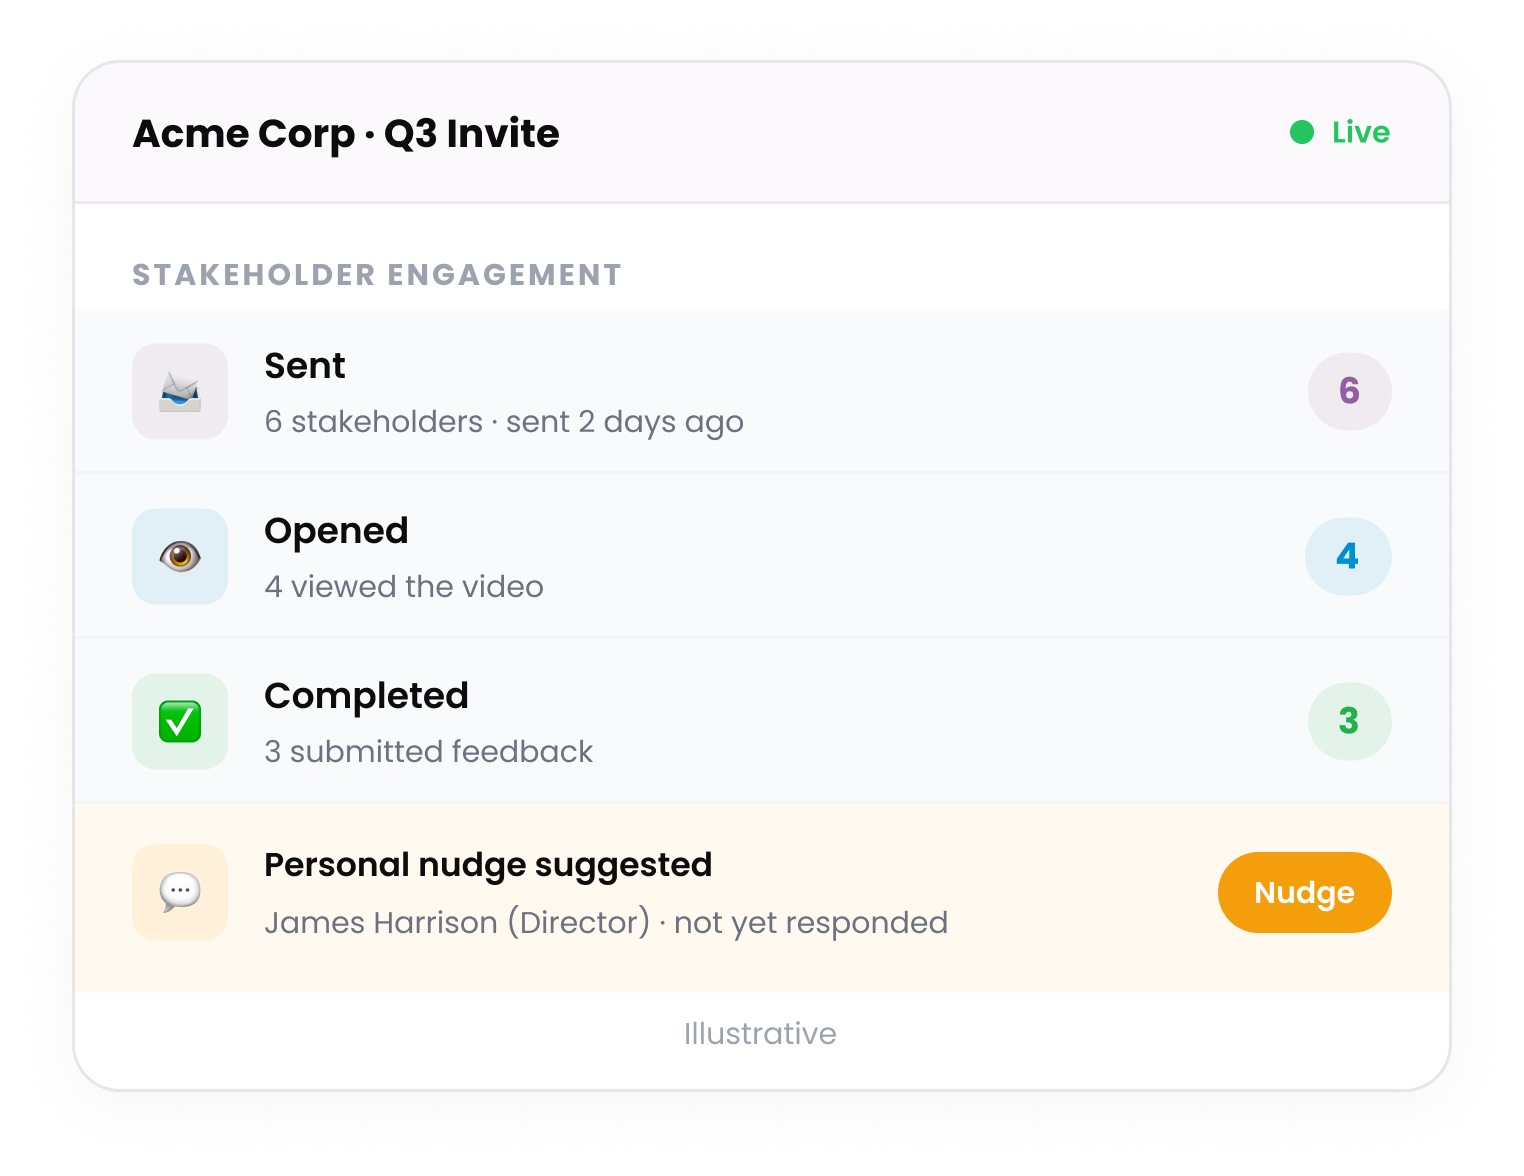 Acme Corp · Q3 Invite
Live
STAKEHOLDER ENGAGEMENT
Sent
6 stakeholders · sent 2 days ago
6
Opened
4 viewed the video
4
Completed
3 submitted feedback
3
Personal nudge suggested
James Harrison (Director) · not yet responded
Nudge
Illustrative